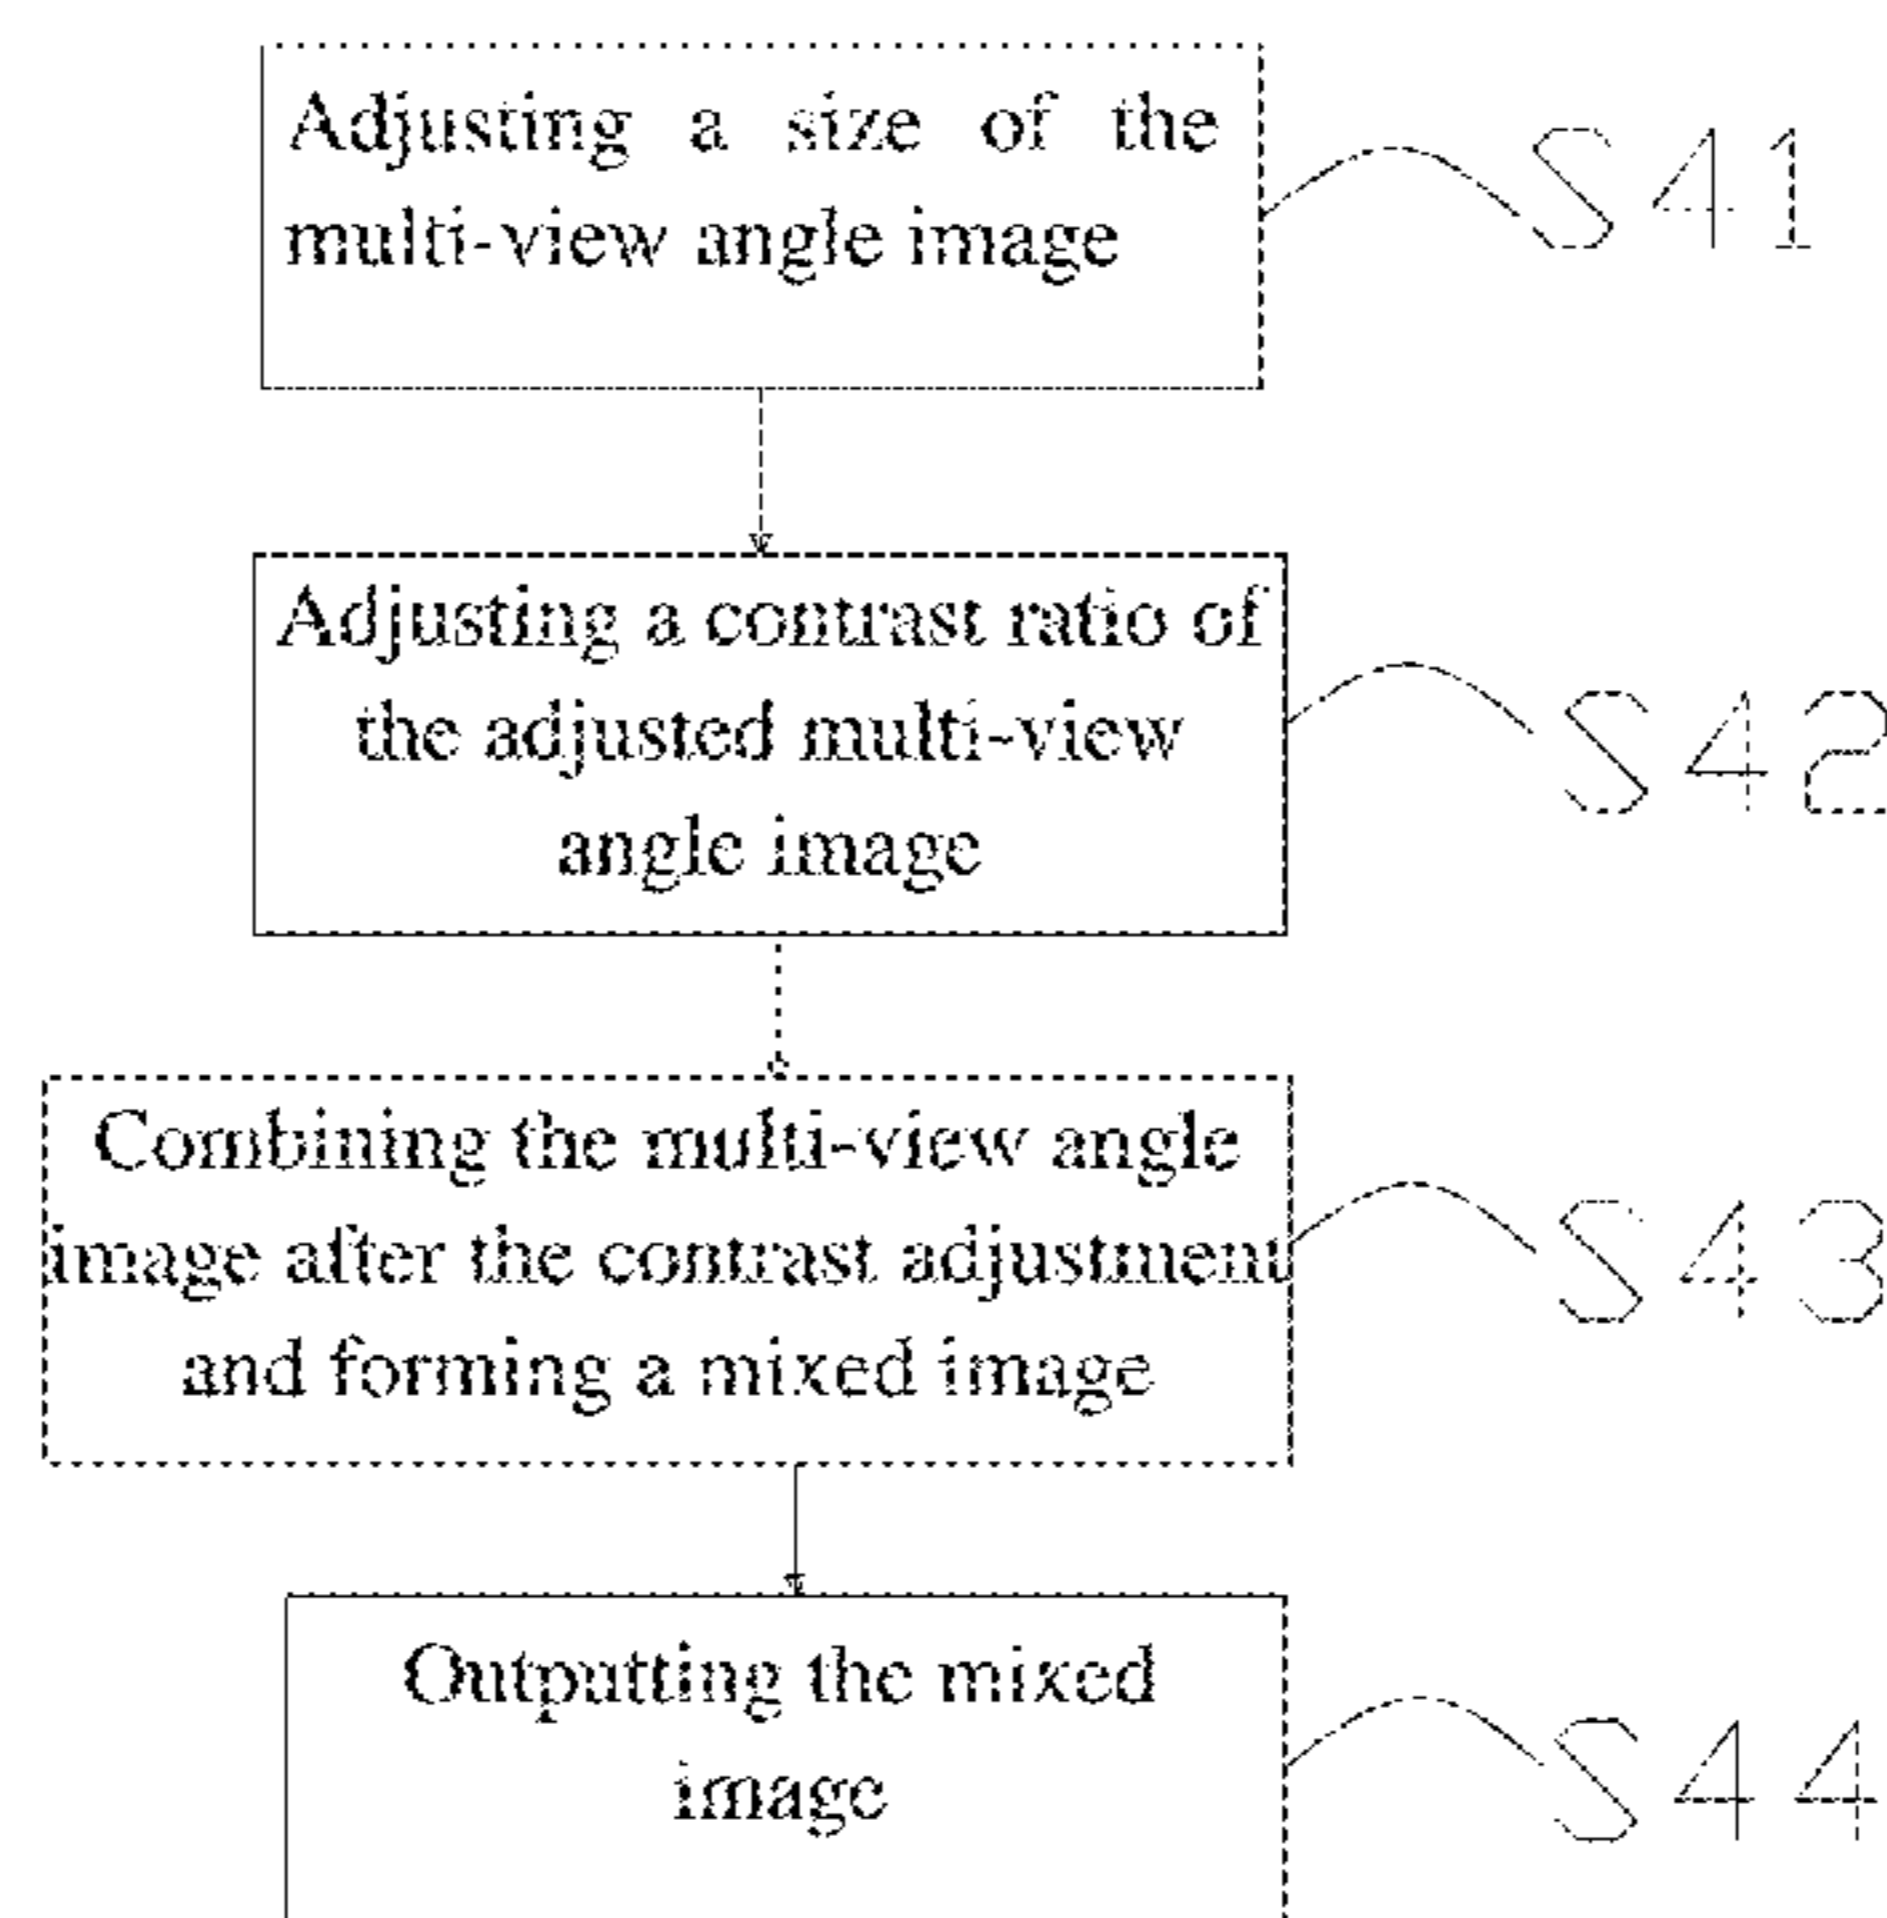 Adjusting a size of the
multi-view angle image
S41
Adjusting a contrast ratio of
the adjusted multi-view
angle image
S42
Combining the multi-view angle
image after the contrast adjustment
and forming a mixed image
S43
Outputting the mixed
image
S44